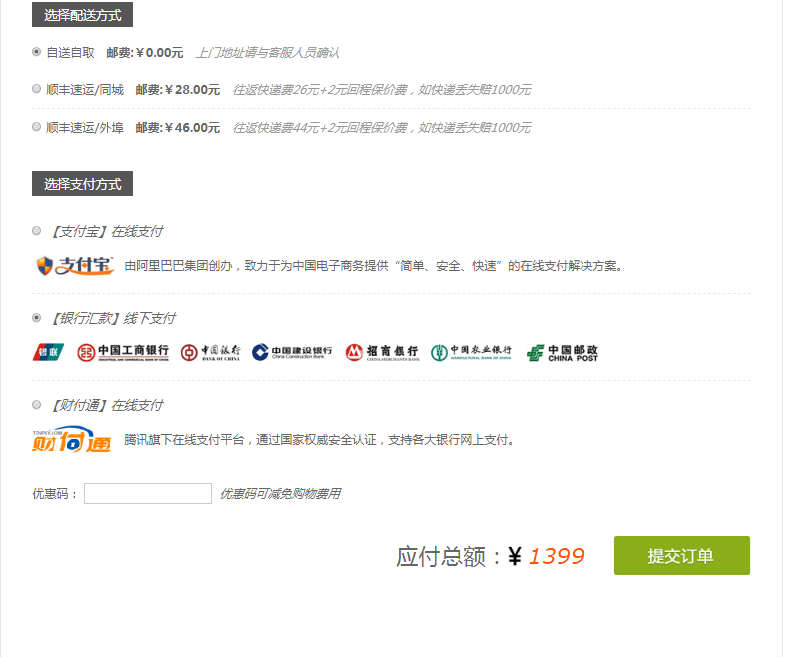 选择配送方式
自送自取 邮费:￥0.00元 上门地址请与客服人员确认
顺丰速运/同城 邮费:￥28.00元 往返快递费26元+2元回程保价费，如快递丢失赔1000元
顺丰速运/外埠 邮费:￥46.00元 往返快递费44元+2元回程保价费，如快递丢失赔1000元
选择支付方式
【支付宝】在线支付
支付宝 由阿里巴巴集团创办，致力于为中国电子商务提供“简单、安全、快速”的在线支付解决方案。
【银行汇款】线下支付
银联 中国工商银行 中国银行 BANK OF CHINA 中国建设银行 China Construction Bank 招商银行 CHINA MERCHANTS BANK 中国农业银行 AGRICULTURAL BANK OF CHINA 中国邮政 CHINA POST
【财付通】在线支付
TENPAY.COM
财付通 腾讯旗下在线支付平台，通过国家权威安全认证，支持各大银行网上支付。
优惠码： 优惠码可减免购物费用
应付总额：¥ 1399 提交订单